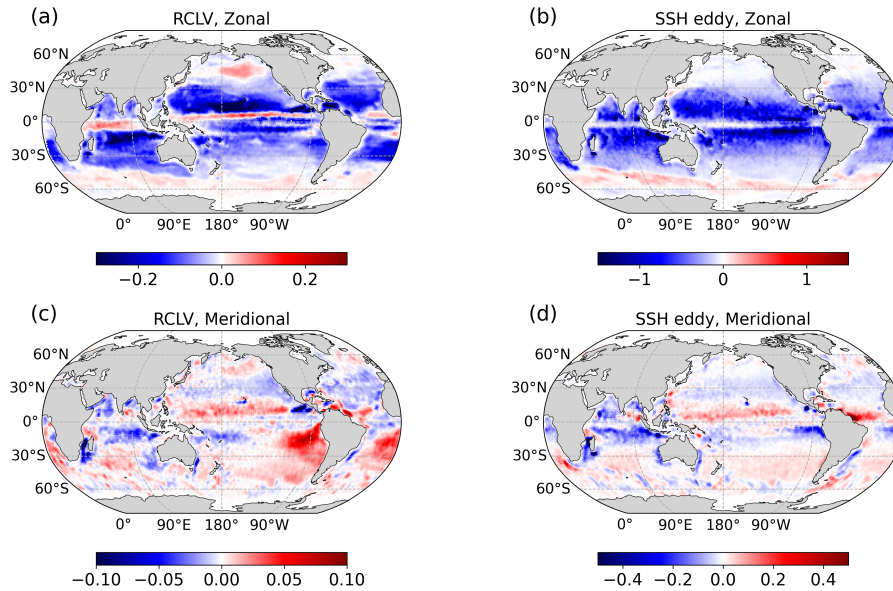 (a) RCLV, Zonal
60°N
30°N
0°
30°S
60°S
0° 90°E 180° 90°W
−0.2 0.0 0.2
(b) SSH eddy, Zonal
60°N
30°N
0°
30°S
60°S
0° 90°E 180° 90°W
−1 0 1
(c) RCLV, Meridional
60°N
30°N
0°
30°S
60°S
0° 90°E 180° 90°W
−0.10 −0.05 0.00 0.05 0.10
(d) SSH eddy, Meridional
60°N
30°N
0°
30°S
60°S
0° 90°E 180° 90°W
−0.4 −0.2 0.0 0.2 0.4